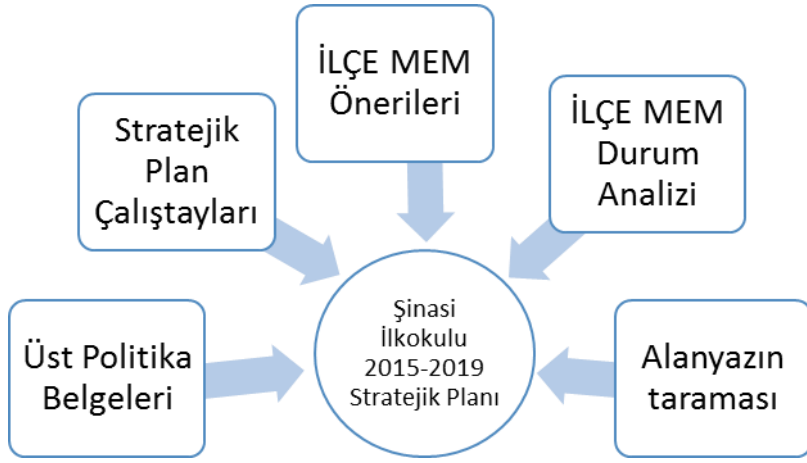 İLÇE MEM
Önerileri
Stratejik
Plan
Çalıştayları
İLÇE MEM
Durum
Analizi
Üst Politika
Belgeleri
Şinasi
İlkokulu
2015-2019
Stratejik Planı
Alanyazın
taraması